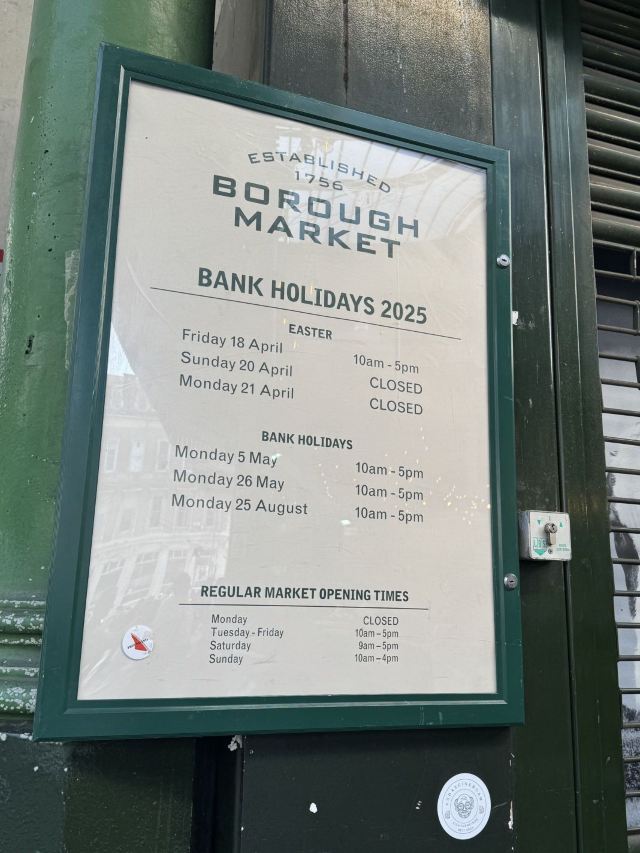 ESTABLISHED
1756
BOROUGH
MARKET
BANK HOLIDAYS 2025
EASTER
Friday 18 April 10am - 5pm
Sunday 20 April CLOSED
Monday 21 April CLOSED
BANK HOLIDAYS
Monday 5 May 10am - 5pm
Monday 26 May 10am - 5pm
Monday 25 August 10am - 5pm
REGULAR MARKET OPENING TIMES
Monday CLOSED
Tuesday - Friday 10am – 5pm
Saturday 9am – 5pm
Sunday 10am – 4pm